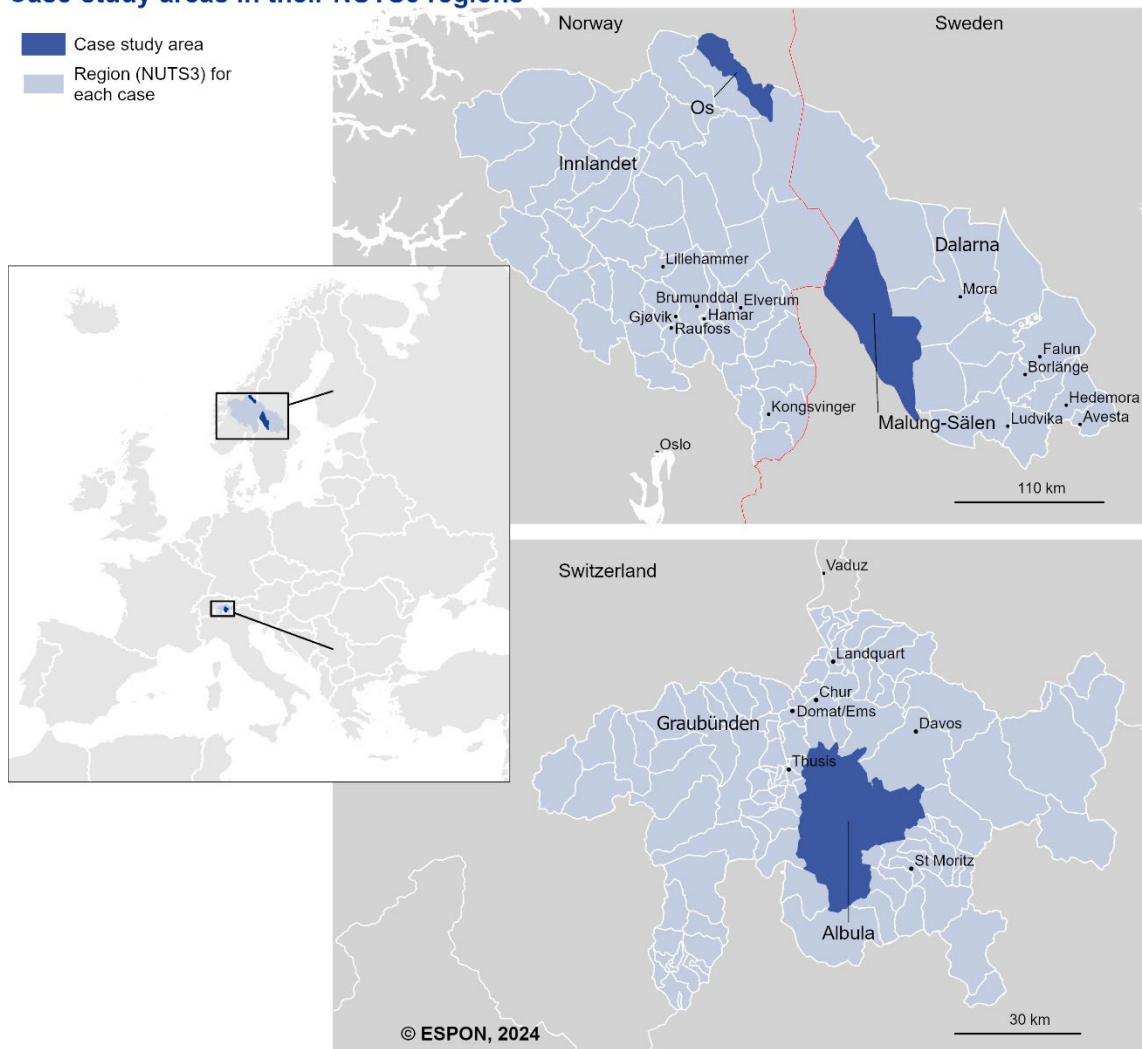 Case study areas in their NUTS3 regions
Case study area
Region (NUTS3) for
each case
Norway
Sweden
Os
Innlandet
Dalarna
Lillehammer
Mora
Brumunddal
Elverum
Gjøvik
Hamar
Raufoss
Falun
Borlänge
Hedemora
Kongsvinger
Malung-Sälen
Ludvika
Avesta
Oslo
110 km
Switzerland
Vaduz
Landquart
Chur
Domat/Ems
Graubünden
Davos
Thusis
St Moritz
Albula
30 km
© ESPON, 2024